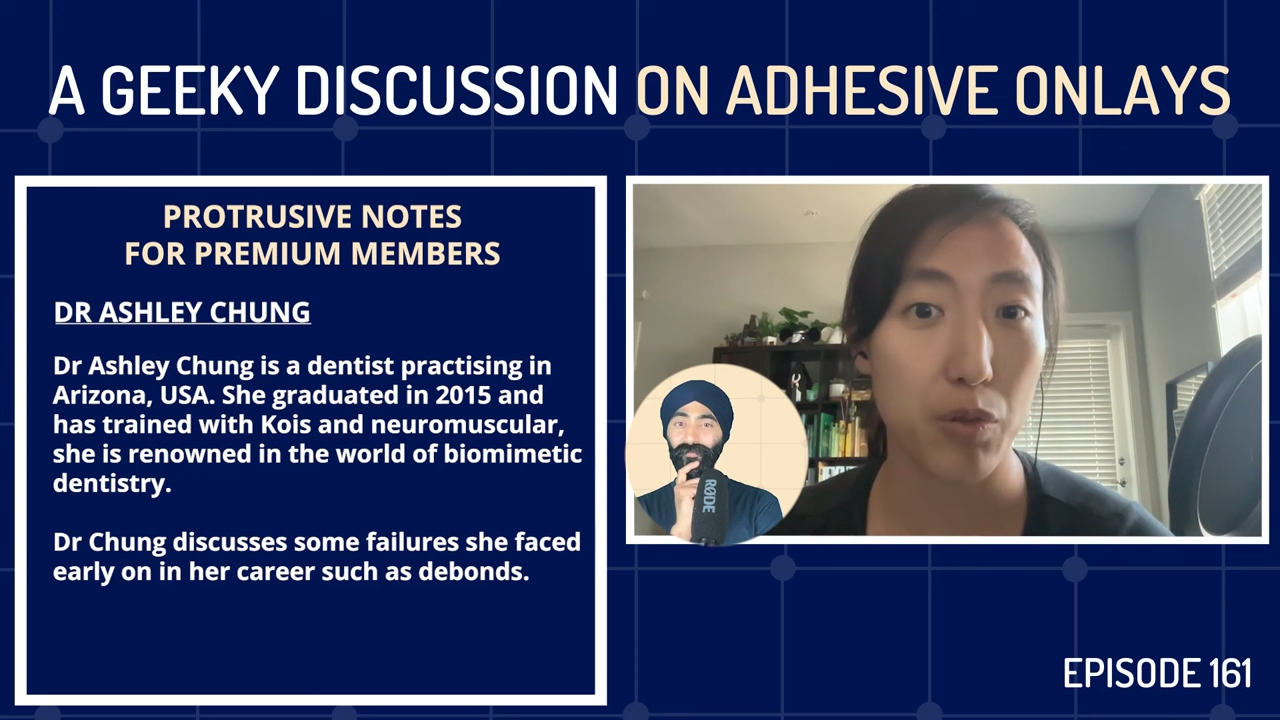 A GEEKY DISCUSSION ON ADHESIVE ONLAYS
PROTRUSIVE NOTES
FOR PREMIUM MEMBERS
DR ASHLEY CHUNG
Dr Ashley Chung is a dentist practising in
Arizona, USA. She graduated in 2015 and
has trained with Kois and neuromuscular,
she is renowned in the world of biomimetic
dentistry.
Dr Chung discusses some failures she faced
early on in her career such as debonds.
RØDE
EPISODE 161